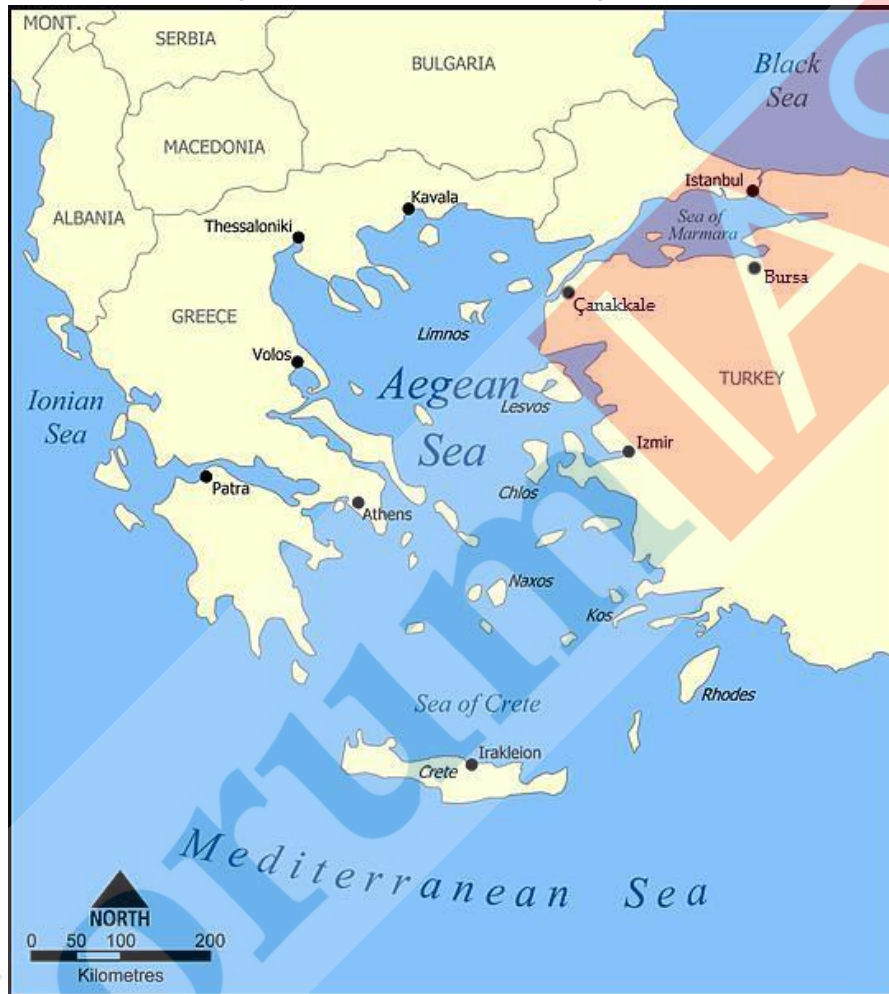 MONT.
SERBIA
BULGARIA
Black
Sea
MACEDONIA
Istanbul
Kavala
ALBANIA
Thessaloniki
Sea of
Marmara
Bursa
Çanakkale
GREECE
Limnos
Volos
Aegean
Sea
TURKEY
Ionian
Sea
Lesvos
Izmir
Patra
Chios
Athens
Naxos
Kos
Rhodes
Sea of Crete
Irakleion
Crete
Mediterranean Sea
NORTH
0 50 100 200
Kilometres
orumIA